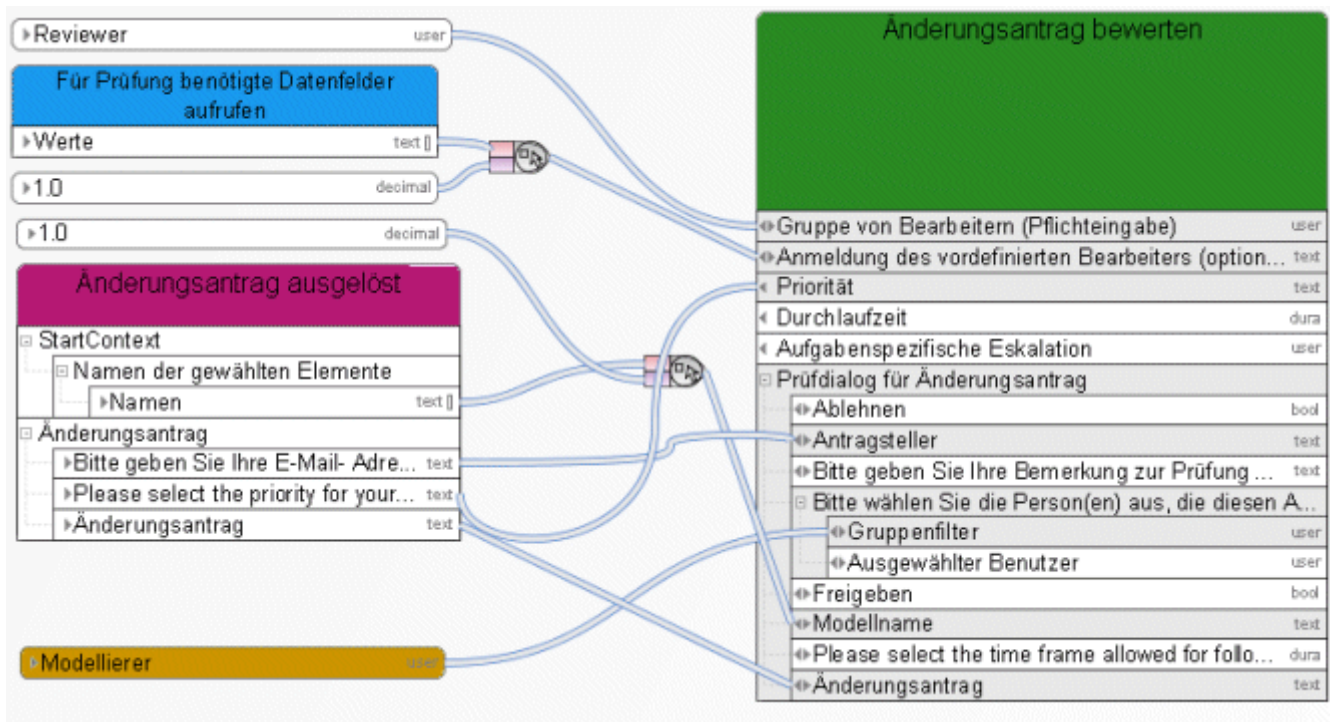 Reviewer user
Für Prüfung benötigte Datenfelder
aufrufen
Werte text []
1.0 decimal
1.0 decimal
Änderungsantrag ausgelöst
StartContext
Namen der gewählten Elemente
Namen text []
Änderungsantrag
Bitte geben Sie Ihre E-Mail- Adre... text
Please select the priority for your... text
Änderungsantrag text
Modellierer user
Änderungsantrag bewerten
Gruppe von Bearbeitern (Pflichteingabe) user
Anmeldung des vordefinierten Bearbeiters (option... text
Priorität text
Durchlaufzeit dura
Aufgabenspezifische Eskalation user
Prüfdialog für Änderungsantrag
Ablehnen bool
Antragsteller text
Bitte geben Sie Ihre Bemerkung zur Prüfung ... text
Bitte wählen Sie die Person(en) aus, die diesen A...
Gruppenfilter user
Ausgewählter Benutzer user
Freigeben bool
Modellname text
Please select the time frame allowed for follo... dura
Änderungsantrag text